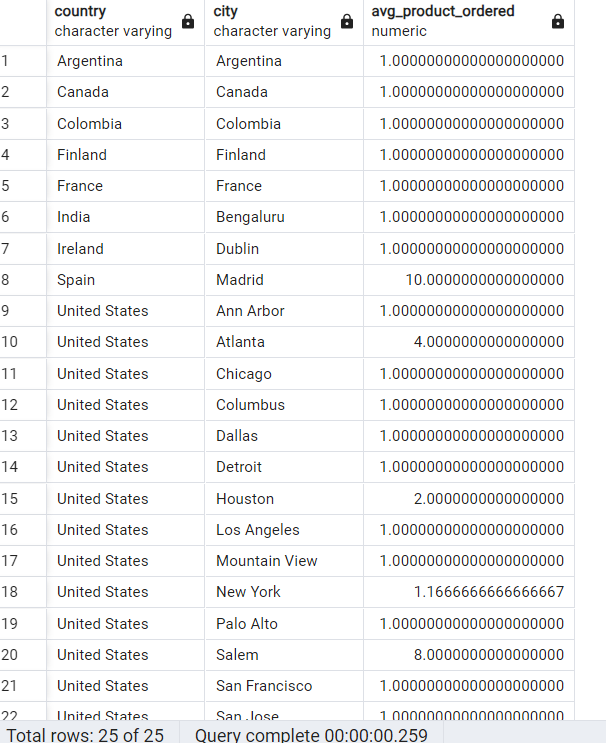 country city avg_product_ordered
character varying character varying numeric
1 Argentina Argentina 1.00000000000000000000
2 Canada Canada 1.00000000000000000000
3 Colombia Colombia 1.00000000000000000000
4 Finland Finland 1.00000000000000000000
5 France France 1.00000000000000000000
6 India Bengaluru 1.00000000000000000000
7 Ireland Dublin 1.00000000000000000000
8 Spain Madrid 10.0000000000000000
9 United States Ann Arbor 1.00000000000000000000
10 United States Atlanta 4.0000000000000000
11 United States Chicago 1.00000000000000000000
12 United States Columbus 1.00000000000000000000
13 United States Dallas 1.00000000000000000000
14 United States Detroit 1.00000000000000000000
15 United States Houston 2.0000000000000000
16 United States Los Angeles 1.00000000000000000000
17 United States Mountain View 1.00000000000000000000
18 United States New York 1.1666666666666667
19 United States Palo Alto 1.00000000000000000000
20 United States Salem 8.0000000000000000
21 United States San Francisco 1.00000000000000000000
22 United States San Jose 1.00000000000000000000
Total rows: 25 of 25 Query complete 00:00:00.259